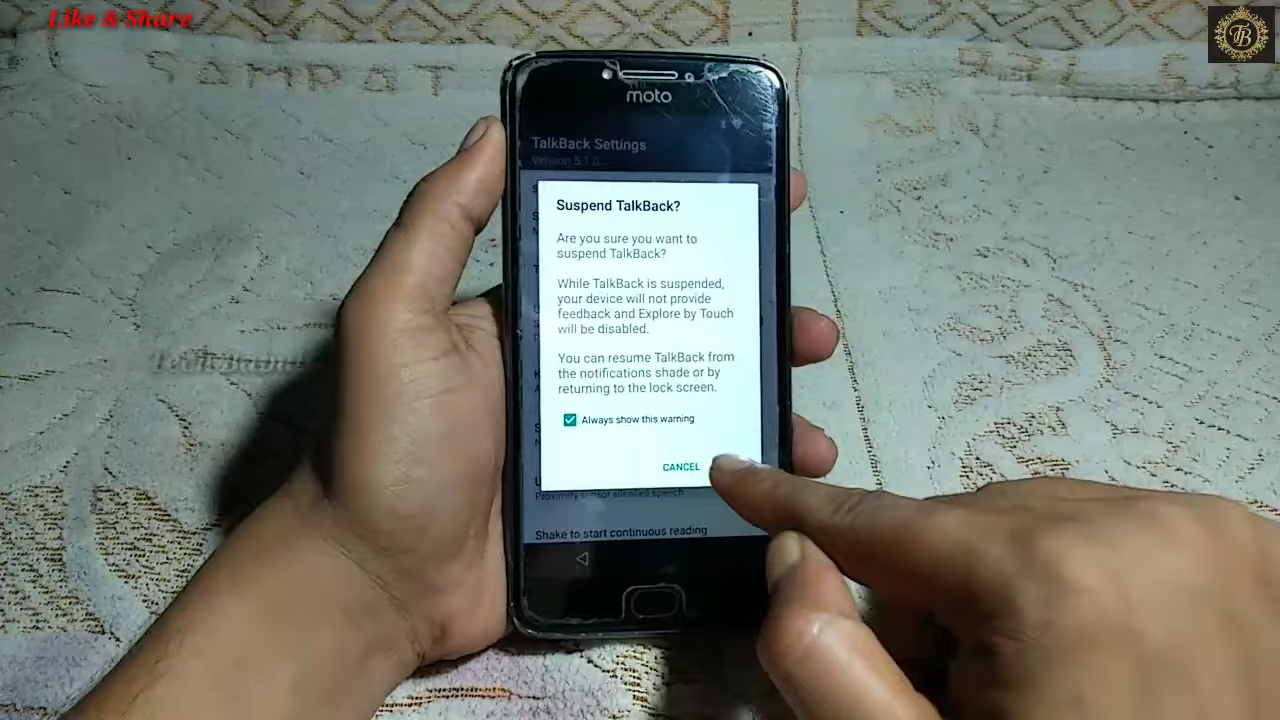 Like & Share
TB
SAMRAT
moto
TalkBack Settings
Version 5.1.0
Suspend TalkBack?
Are you sure you want to
suspend TalkBack?
While TalkBack is suspended,
your device will not provide
feedback and Explore by Touch
will be disabled.
You can resume TalkBack from
the notifications shade or by
returning to the lock screen.
Always show this warning
CANCEL
Proximity sensor silences speech
Shake to start continuous reading